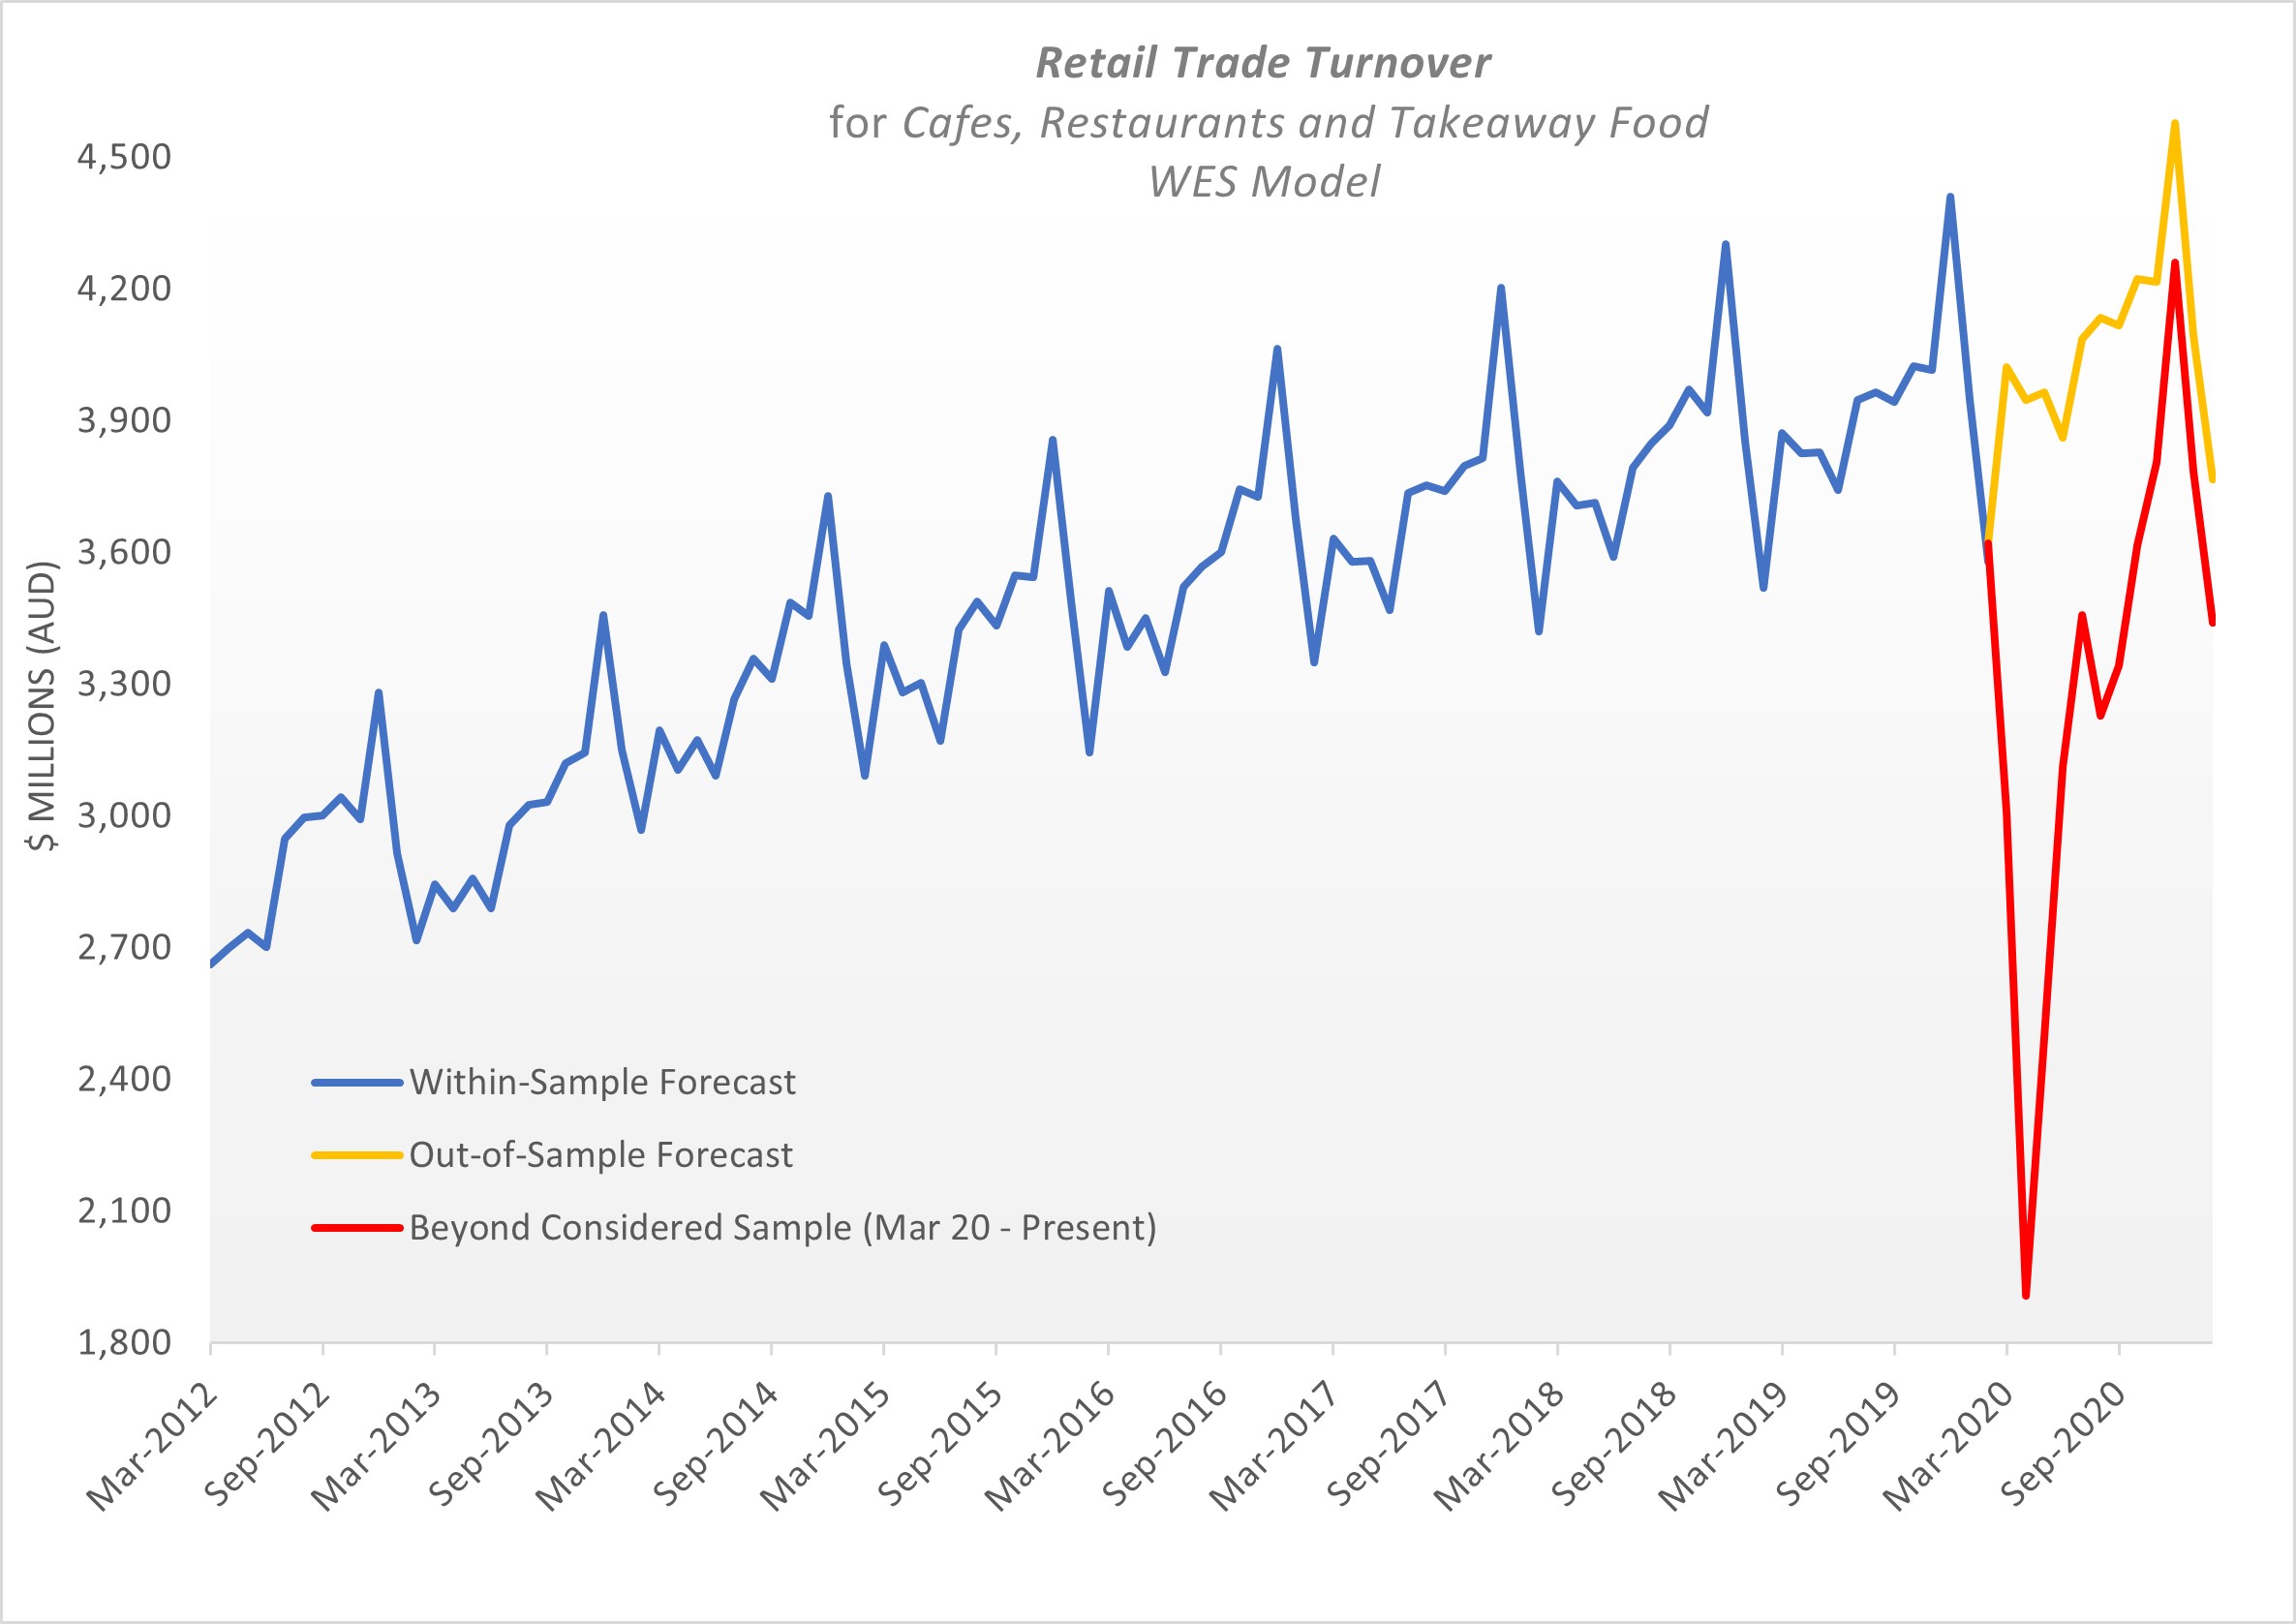 Retail Trade Turnover
for Cafes, Restaurants and Takeaway Food
WES Model
$ MILLIONS (AUD)
4,500
4,200
3,900
3,600
3,300
3,000
2,700
2,400
2,100
1,800
Within-Sample Forecast
Out-of-Sample Forecast
Beyond Considered Sample (Mar 20 - Present)
Mar-2012
Sep-2012
Mar-2013
Sep-2013
Mar-2014
Sep-2014
Mar-2015
Sep-2015
Mar-2016
Sep-2016
Mar-2017
Sep-2017
Mar-2018
Sep-2018
Mar-2019
Sep-2019
Mar-2020
Sep-2020